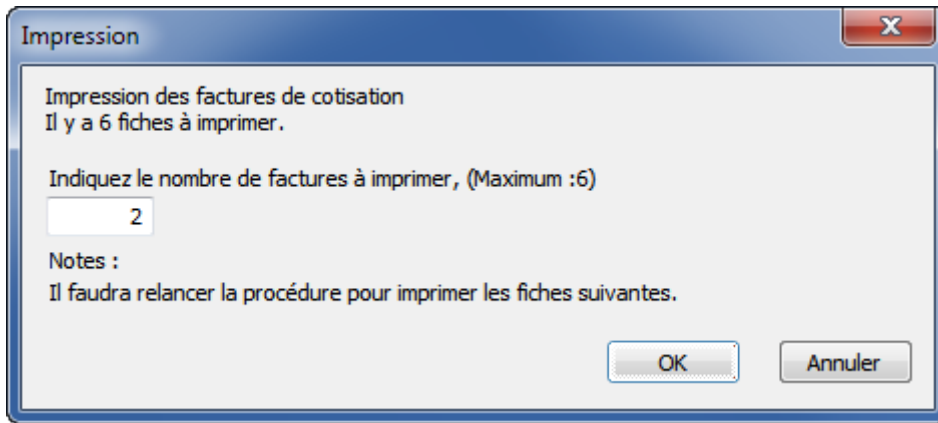 Impression
Impression des factures de cotisation
Il y a 6 fiches à imprimer.
Indiquez le nombre de factures à imprimer, (Maximum :6)
2
Notes :
Il faudra relancer la procédure pour imprimer les fiches suivantes.
OK
Annuler